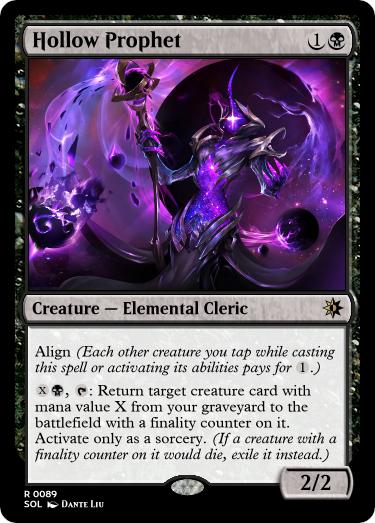 Hollow Prophet 1
Creature — Elemental Cleric
Align (Each other creature you tap while casting
this spell or activating its abilities pays for 1.)
X, : Return target creature card with
mana value X from your graveyard to the
battlefield with a finality counter on it.
Activate only as a sorcery. (If a creature with a
finality counter on it would die, exile it instead.)
2/2
R 0089
SOL Dante Liu